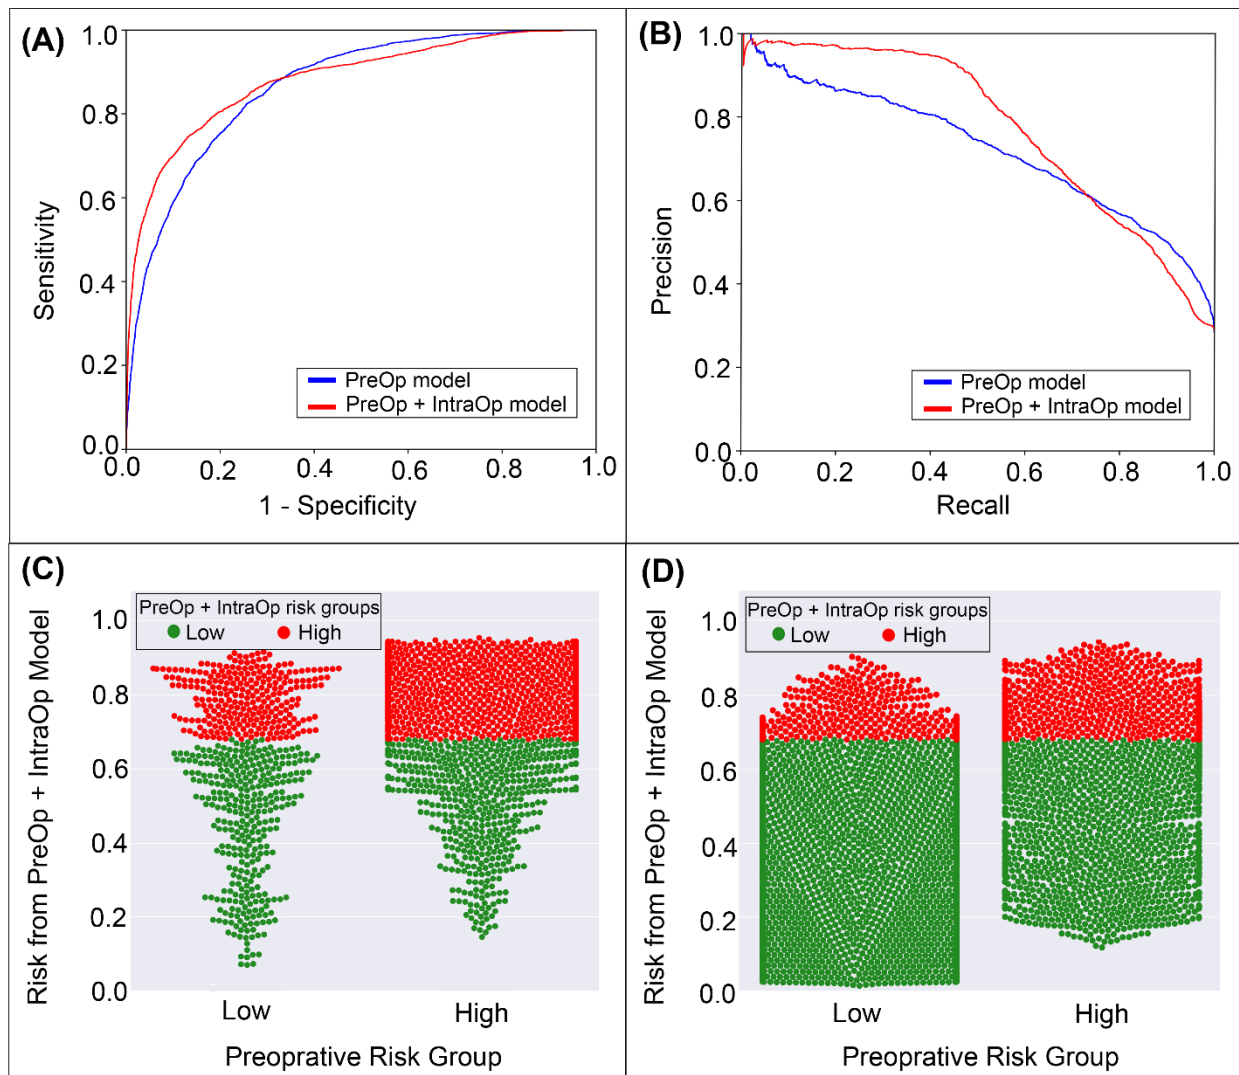 (A)
1.0
0.8
0.6
0.4
0.2
0.0
Sensitivity
PreOp model
PreOp + IntraOp model
0.0 0.2 0.4 0.6 0.8 1.0
1 - Specificity
(B)
1.0
0.8
0.6
0.4
0.2
0.0
Precision
PreOp model
PreOp + IntraOp model
0.0 0.2 0.4 0.6 0.8 1.0
Recall
(C)
Risk from PreOp + IntraOp Model
1.0
0.8
0.6
0.4
0.2
0.0
PreOp + IntraOp risk groups
Low High
Low High
Preoprative Risk Group
(D)
Risk from PreOp + IntraOp Model
1.0
0.8
0.6
0.4
0.2
0.0
PreOp + IntraOp risk groups
Low High
Low High
Preoprative Risk Group